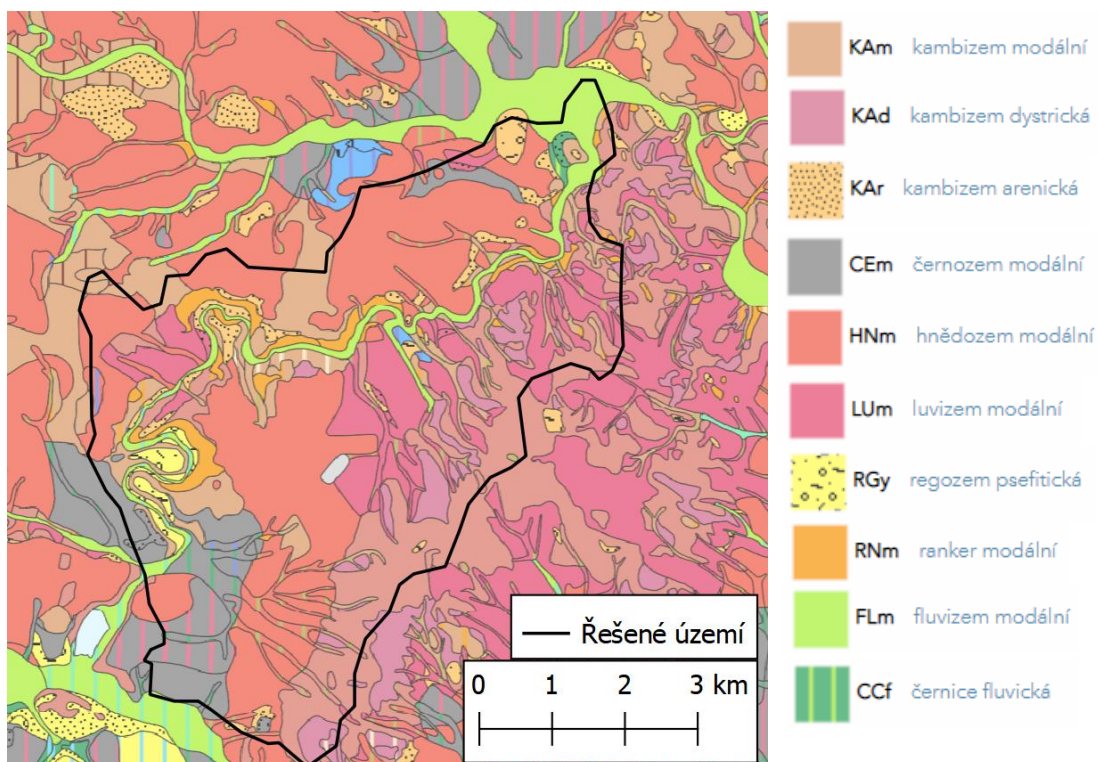 KAm kambizem modální
KAd kambizem dystrická
KAr kambizem arenická
CEm černozem modální
HNm hnědozem modální
LUm luvizem modální
RGy regozem psefitická
RNm ranker modální
FLm fluvizem modální
CCf černice fluvická
Řešené území
0 1 2 3 km